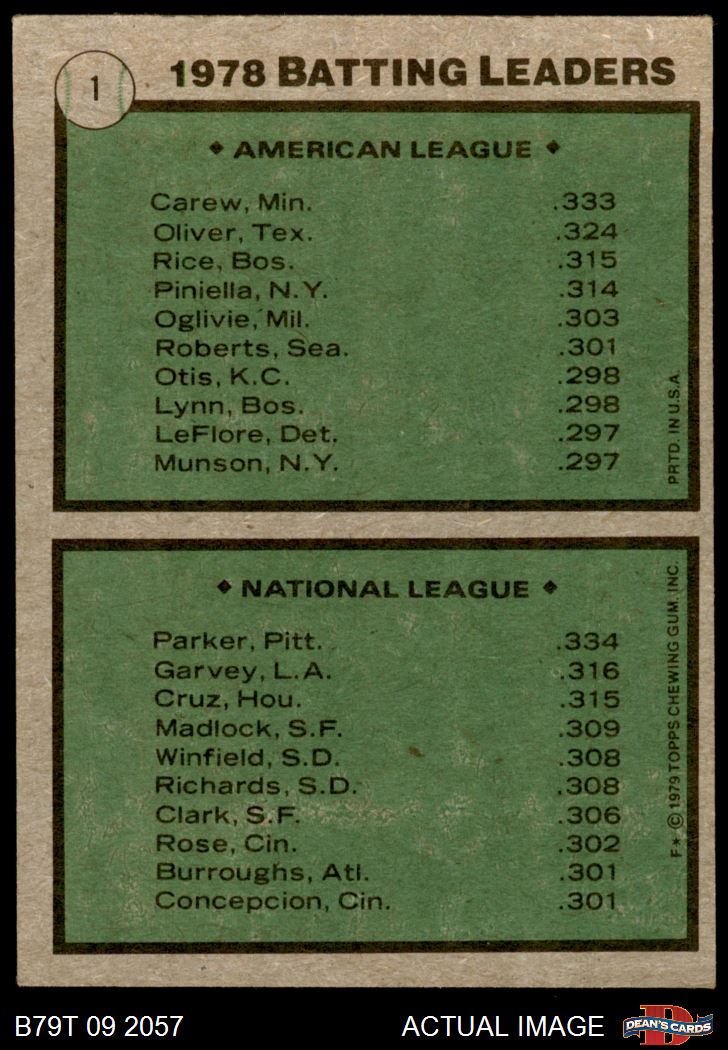 1
1978 BATTING LEADERS
◆ AMERICAN LEAGUE ◆
Carew, Min. .333
Oliver, Tex. .324
Rice, Bos. .315
Piniella, N.Y. .314
Oglivie, Mil. .303
Roberts, Sea. .301
Otis, K.C. .298
Lynn, Bos. .298
LeFlore, Det. .297
Munson, N.Y. .297
PRTD. IN U.S.A.
◆ NATIONAL LEAGUE ◆
Parker, Pitt. .334
Garvey, L.A. .316
Cruz, Hou. .315
Madlock, S.F. .309
Winfield, S.D. .308
Richards, S.D. .308
Clark, S.F. .306
Rose, Cin. .302
Burroughs, Atl. .301
Concepcion, Cin. .301
F* © 1979 TOPPS CHEWING GUM, INC.
B79T 09 2057 ACTUAL IMAGE
D
DEAN'S CARDS